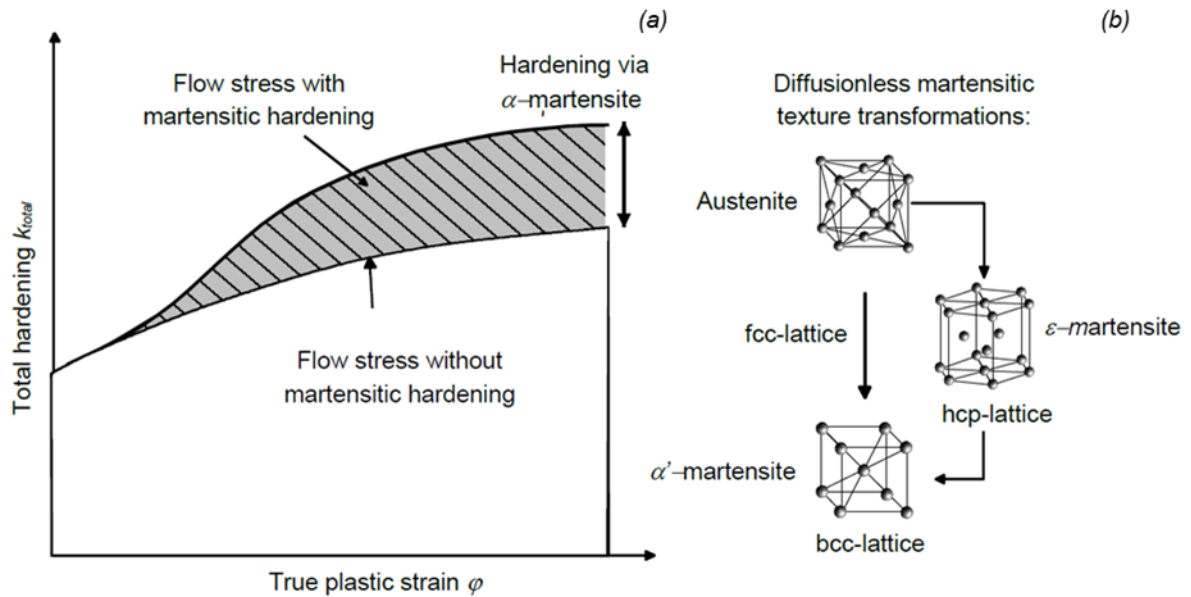 (a)
Total hardening k_total
Flow stress with
martensitic hardening
Hardening via
α–martensite
Flow stress without
martensitic hardening
True plastic strain φ
(b)
Diffusionless martensitic
texture transformations:
Austenite
fcc-lattice
ε–martensite
hcp-lattice
α’–martensite
bcc-lattice